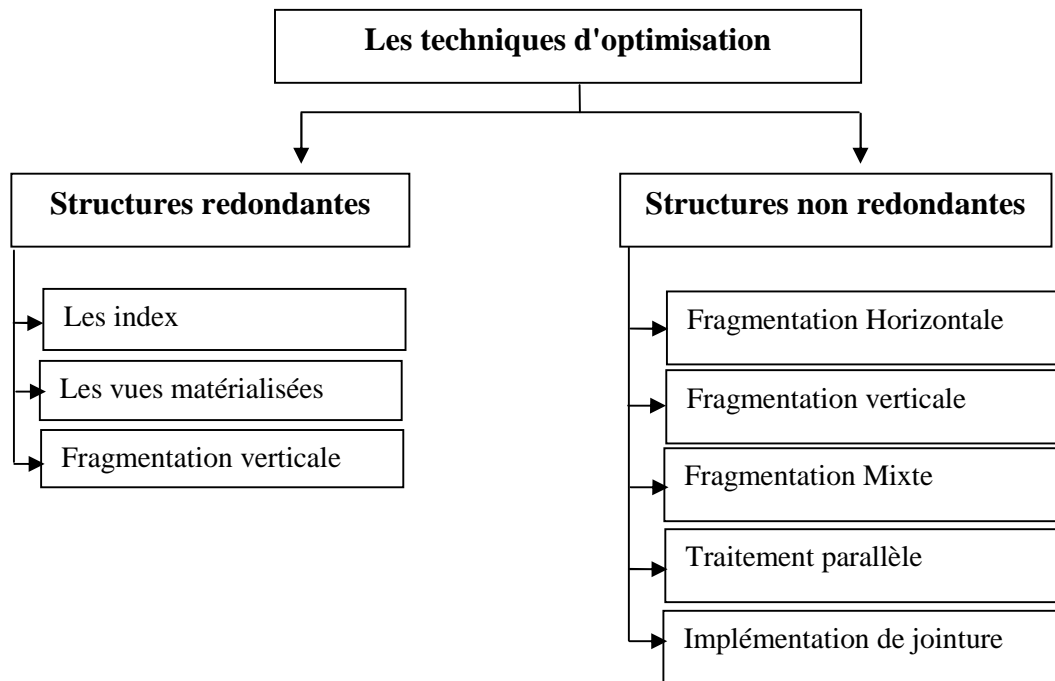 Les techniques d'optimisation
Structures redondantes
Les index
Les vues matérialisées
Fragmentation verticale
Structures non redondantes
Fragmentation Horizontale
Fragmentation verticale
Fragmentation Mixte
Traitement parallèle
Implémentation de jointure